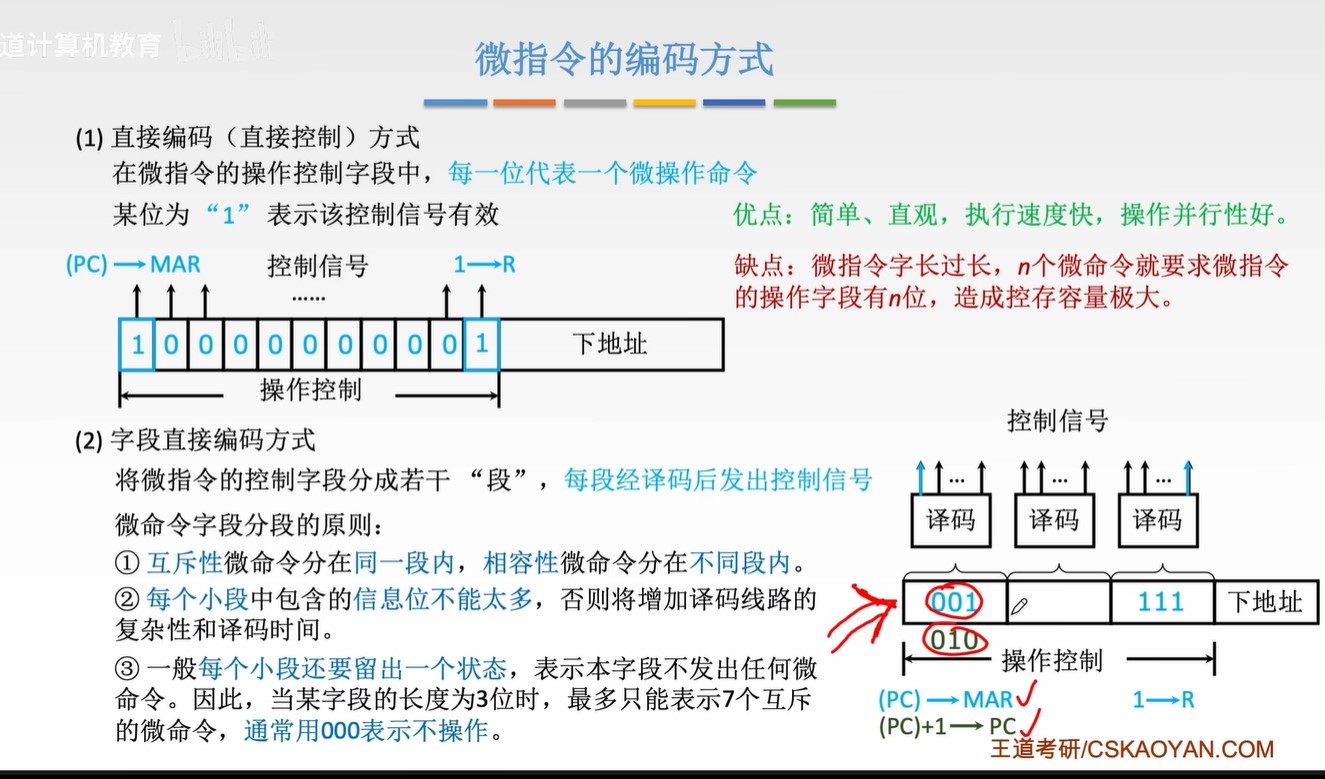 道计算机教育 bilibili
微指令的编码方式
(1) 直接编码（直接控制）方式
在微指令的操作控制字段中，每一位代表一个微操作命令
某位为“1”表示该控制信号有效
优点：简单、直观，执行速度快，操作并行性好。
缺点：微指令字长过长，n个微命令就要求微指令
的操作字段有n位，造成控存容量极大。
(PC)→MAR 控制信号 1→R
……
1 0 0 0 0 0 0 0 0 0 1 下地址
操作控制
(2) 字段直接编码方式
将微指令的控制字段分成若干“段”，每段经译码后发出控制信号
微命令字段分段的原则：
① 互斥性微命令分在同一段内，相容性微命令分在不同段内。
② 每个小段中包含的信息位不能太多，否则将增加译码线路的
复杂性和译码时间。
③ 一般每个小段还要留出一个状态，表示本字段不发出任何微
命令。因此，当某字段的长度为3位时，最多只能表示7个互斥
的微命令，通常用000表示不操作。
控制信号
… … …
译码 译码 译码
001 111 下地址
010
操作控制
(PC)→MAR 1→R
(PC)+1→PC
王道考研/CSKAOYAN.COM